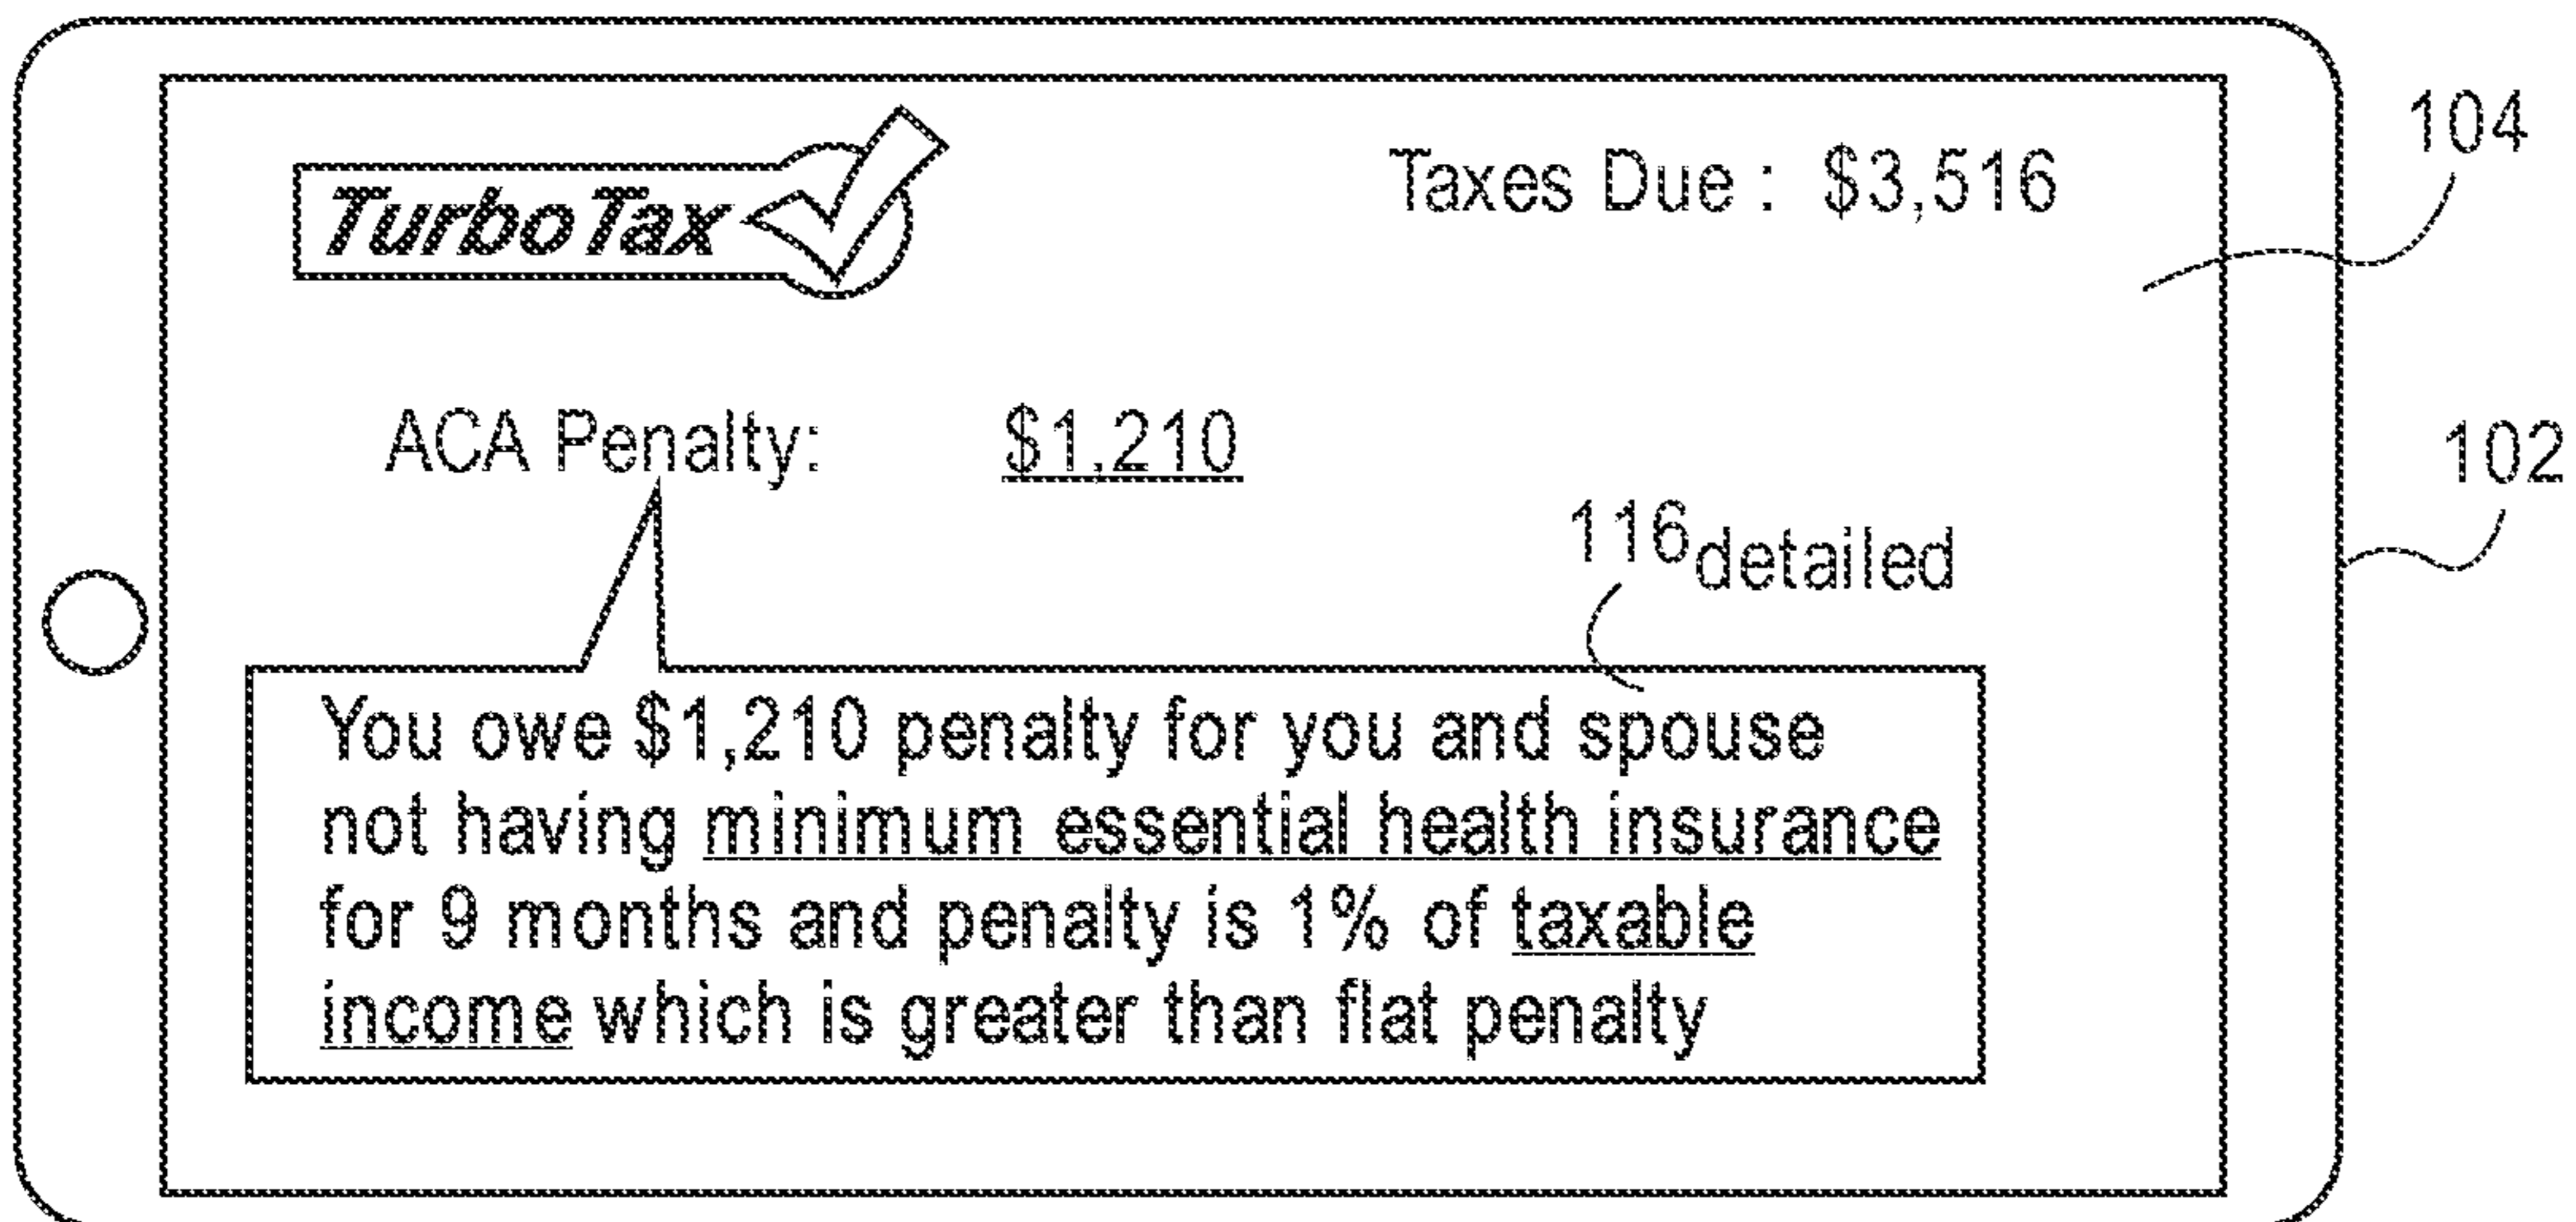 TurboTax
Taxes Due : $3,516
104
ACA Penalty: $1,210
102
116 detailed
You owe $1,210 penalty for you and spouse
not having minimum essential health insurance
for 9 months and penalty is 1% of taxable
income which is greater than flat penalty